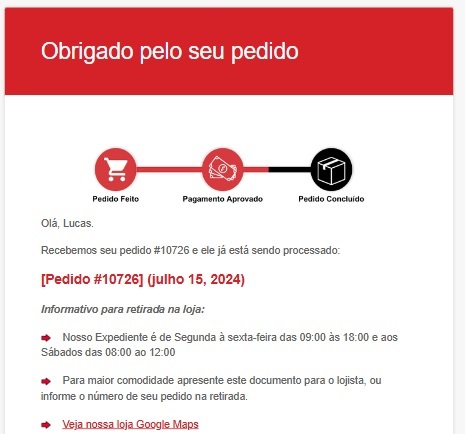 Obrigado pelo seu pedido
Pedido Feito Pagamento Aprovado Pedido Concluído
Olá, Lucas.
Recebemos seu pedido #10726 e ele já está sendo processado:
[Pedido #10726] (julho 15, 2024)
Informativo para retirada na loja:
Nosso Expediente é de Segunda à sexta-feira das 09:00 às 18:00 e aos
Sábados das 08:00 ao 12:00
Para maior comodidade apresente este documento para o lojista, ou
informe o número de seu pedido na retirada.
Veja nossa loja Google Maps